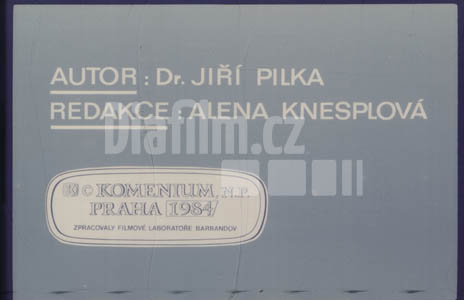 AUTOR : Dr. JIŘÍ PILKA
REDAKCE : ALENA KNESPLOVÁ
Diafilm.cz
© KOMENIUM, N.P.
PRAHA 1984
ZPRACOVALY FILMOVÉ LABORATOŘE BARRANDOV